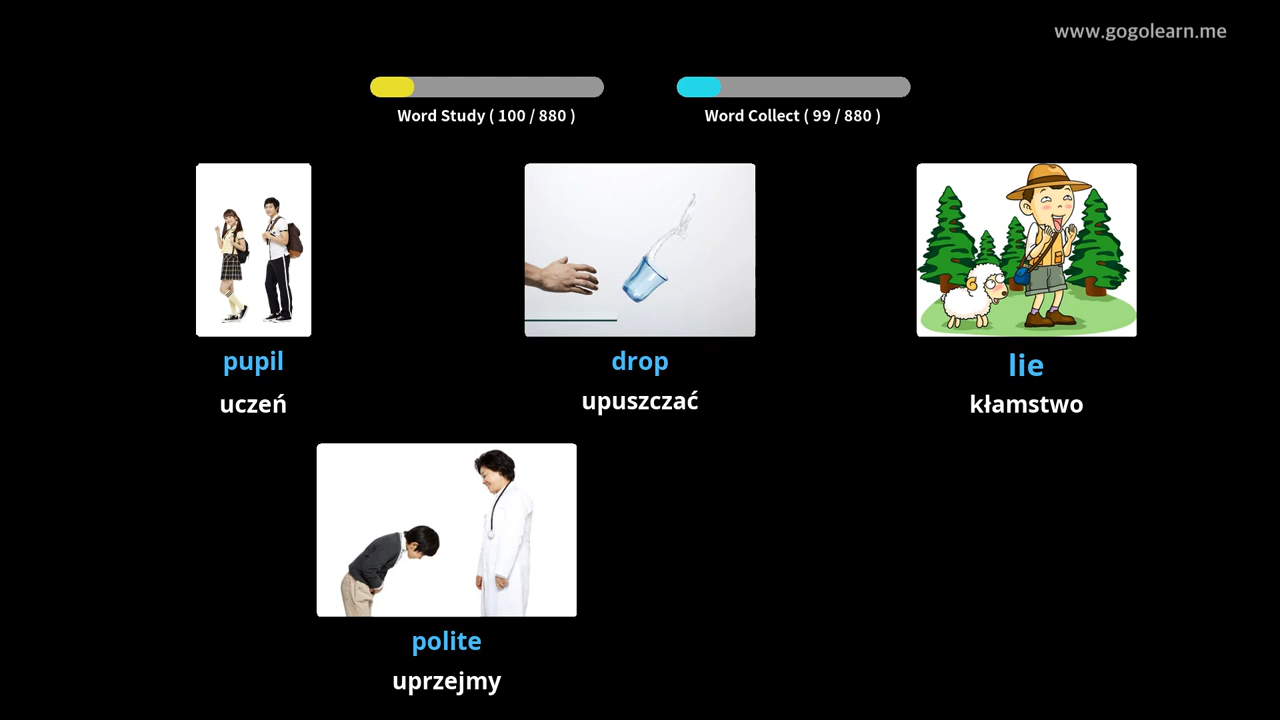 www.gogolearn.me
Word Study ( 100 / 880 )
Word Collect ( 99 / 880 )
pupil
uczeń
drop
upuszczać
lie
kłamstwo
polite
uprzejmy